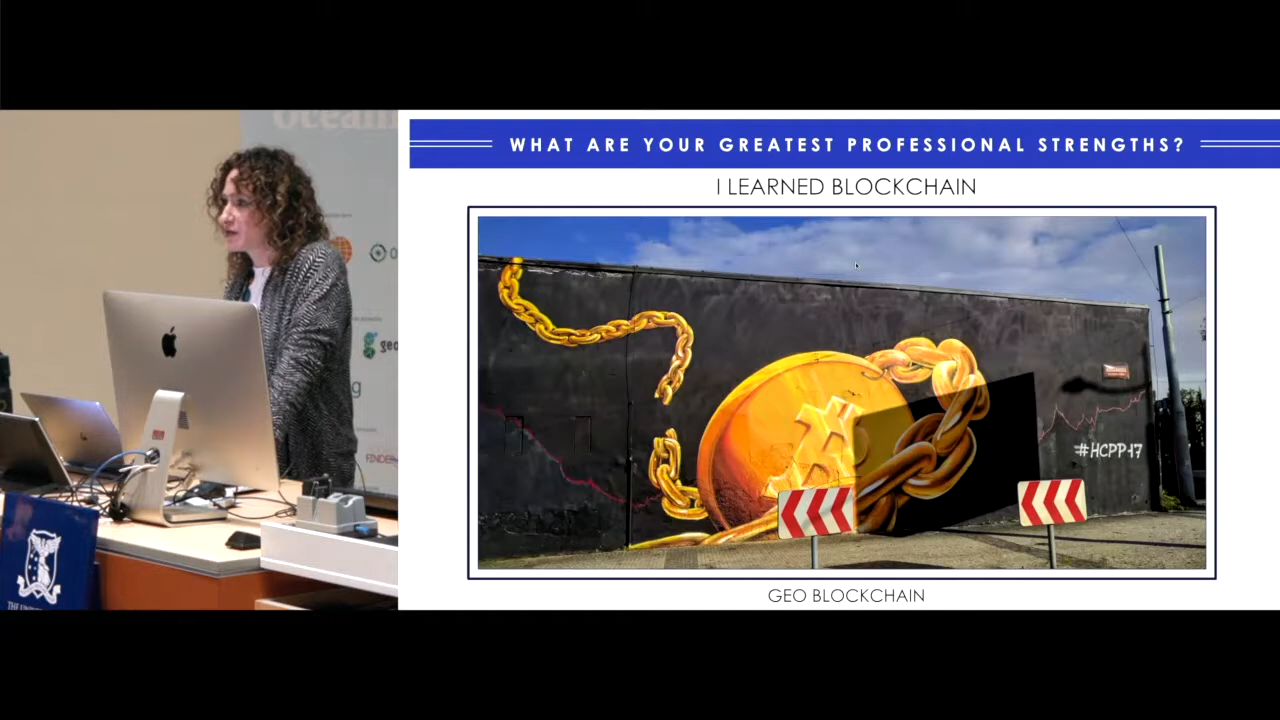 WHAT ARE YOUR GREATEST PROFESSIONAL STRENGTHS?
I LEARNED BLOCKCHAIN
#HCPP17
GEO BLOCKCHAIN